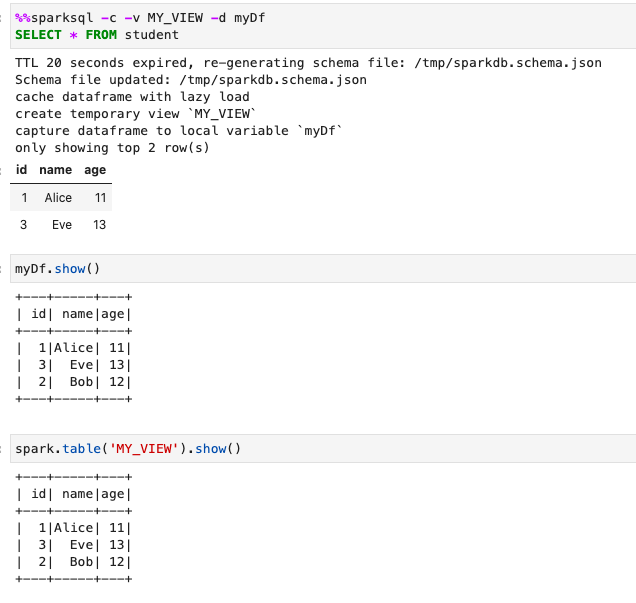 %%sparksql -c -v MY_VIEW -d myDf
SELECT * FROM student
TTL 20 seconds expired, re-generating schema file: /tmp/sparkdb.schema.json
Schema file updated: /tmp/sparkdb.schema.json
cache dataframe with lazy load
create temporary view `MY_VIEW`
capture dataframe to local variable `myDf`
only showing top 2 row(s)
id name age
1 Alice 11
3 Eve 13
myDf.show()
+---+-----+---+
| id| name|age|
+---+-----+---+
|  1|Alice| 11|
|  3|  Eve| 13|
|  2|  Bob| 12|
+---+-----+---+
spark.table('MY_VIEW').show()
+---+-----+---+
| id| name|age|
+---+-----+---+
|  1|Alice| 11|
|  3|  Eve| 13|
|  2|  Bob| 12|
+---+-----+---+